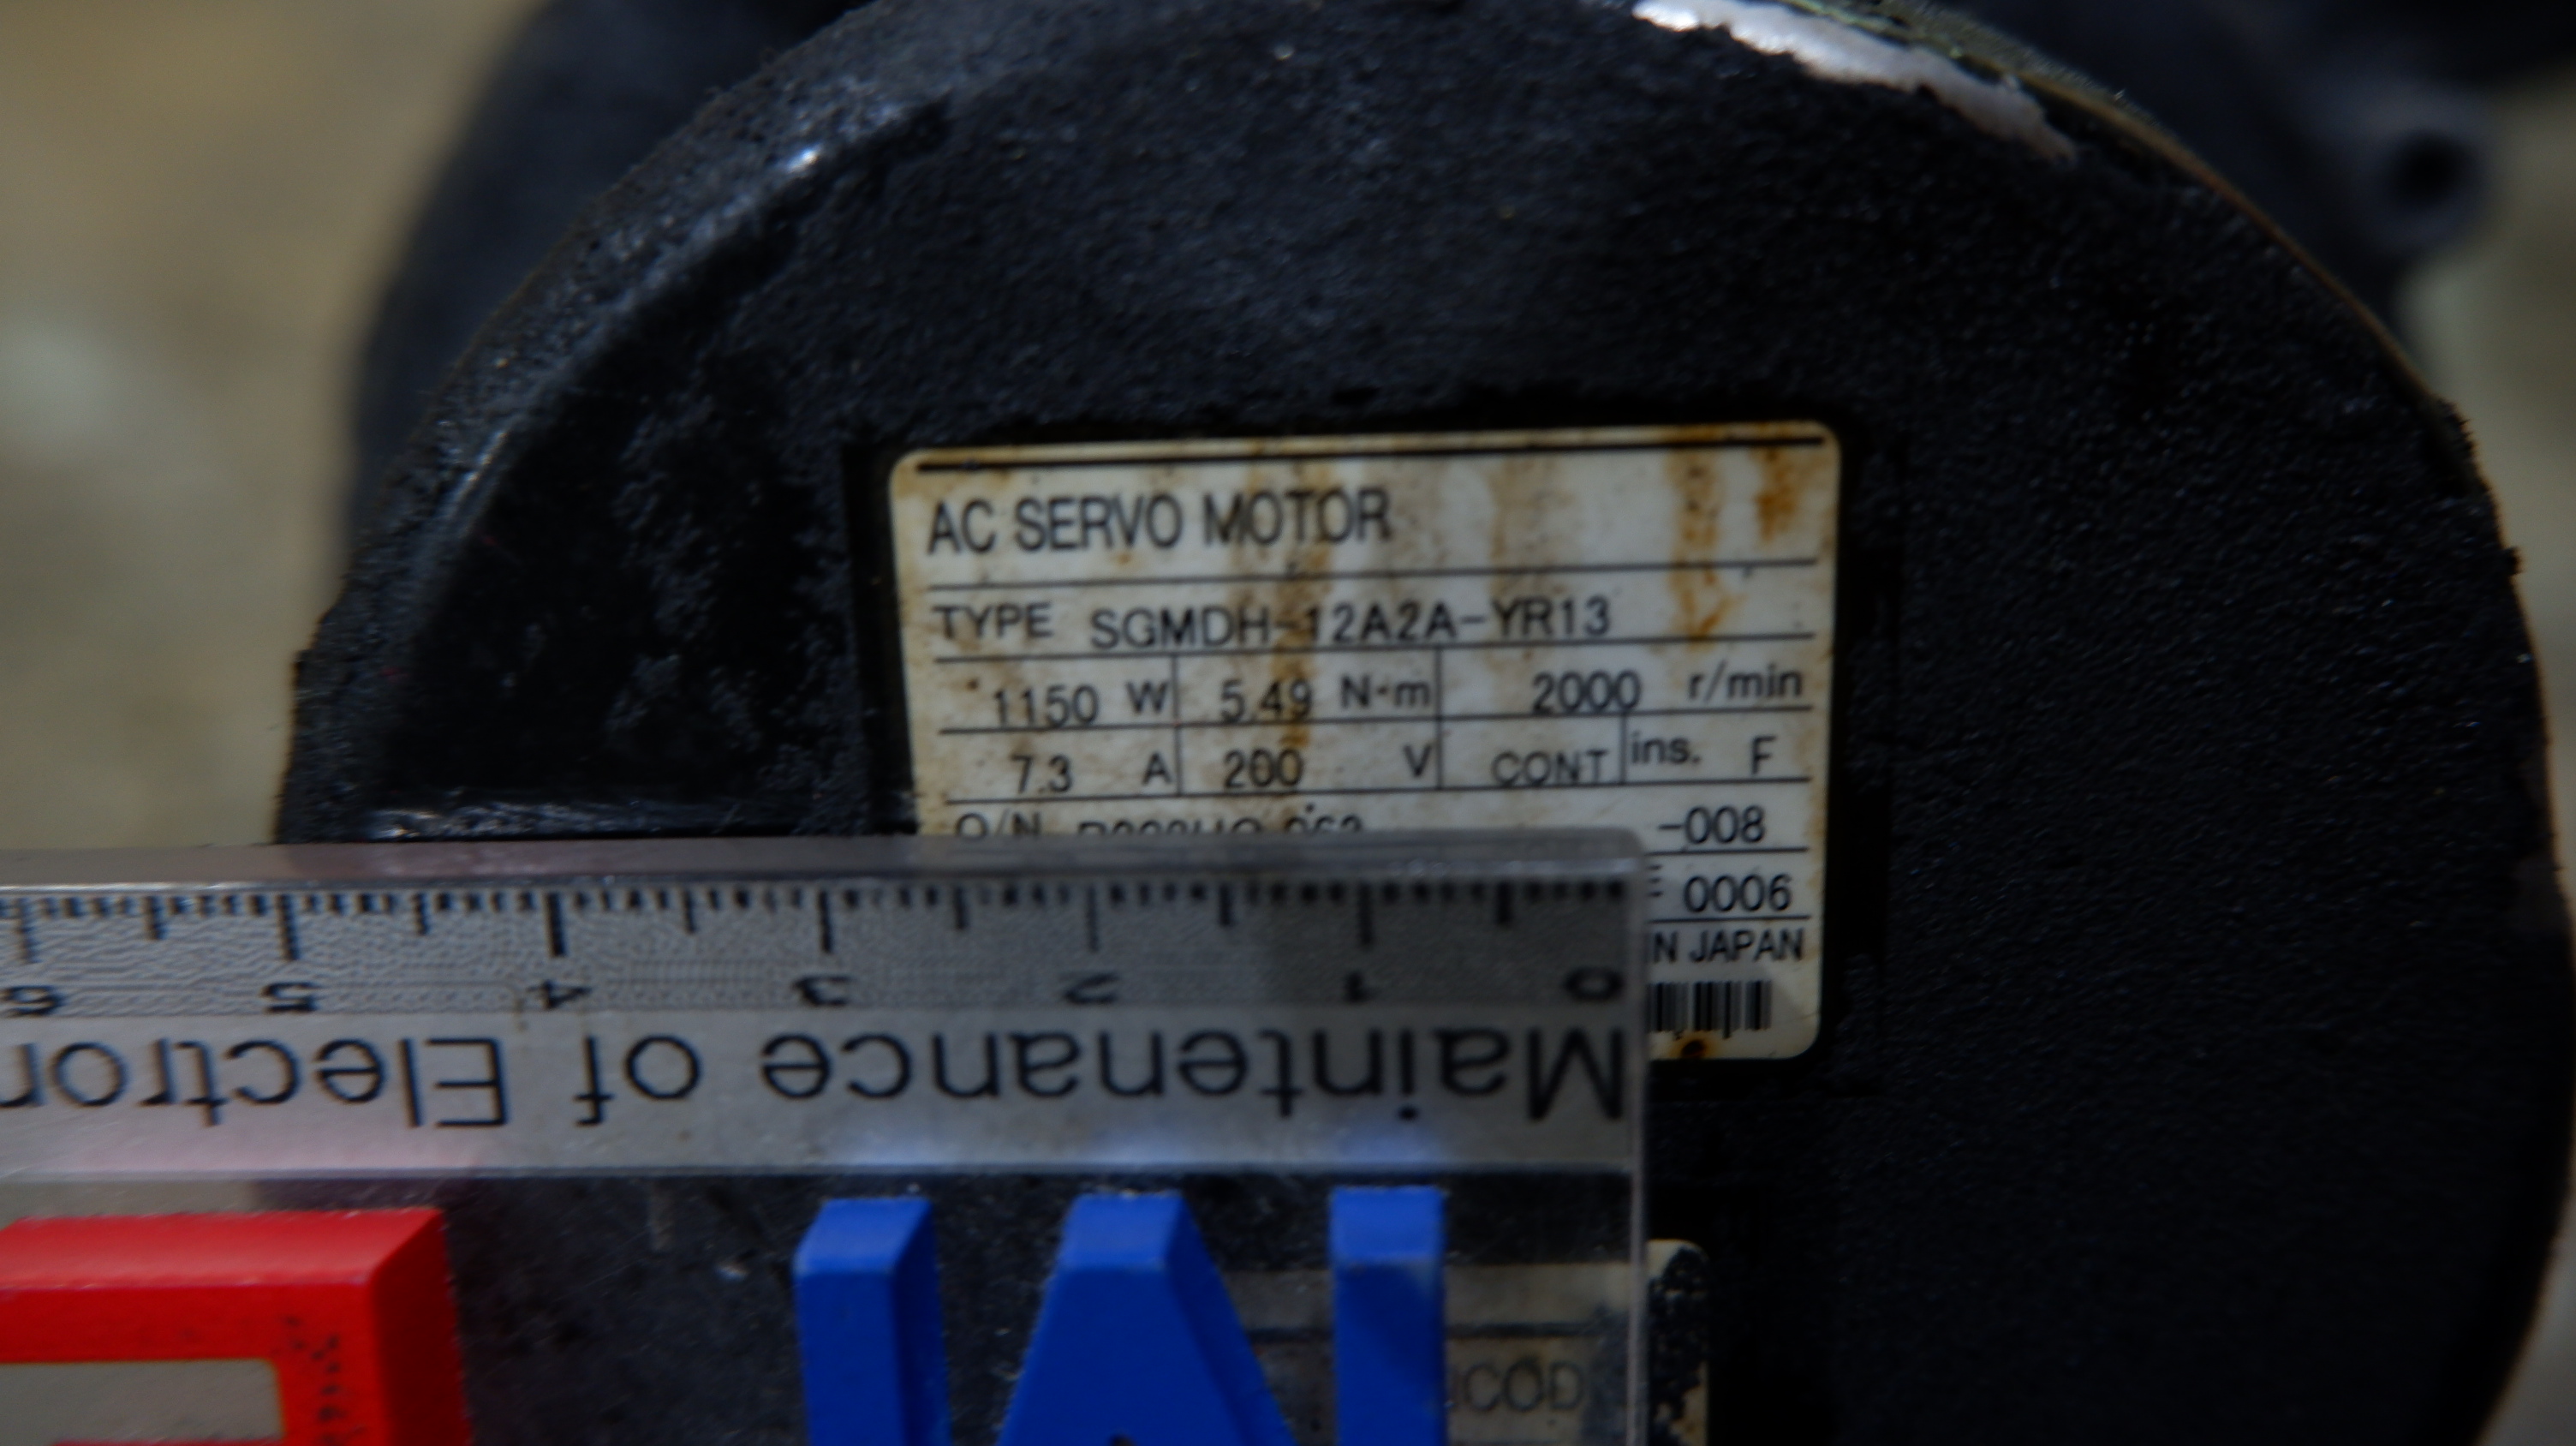 AC SERVO MOTOR
TYPE SGMDH-12A2A-YR13
1150 W 5.49 N·m 2000 r/min
7.3 A 200 V CONT ins. F
O/N -008
0006
IN JAPAN
0 1 2 3 4 5 6
Maintenance of Electron